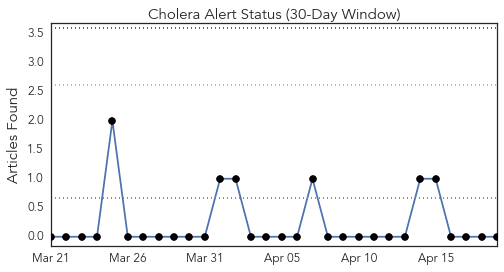 Cholera Alert Status (30-Day Window)
Articles Found
3.5
3.0
2.5
2.0
1.5
1.0
0.5
0.0
Mar 21 Mar 26 Mar 31 Apr 05 Apr 10 Apr 15